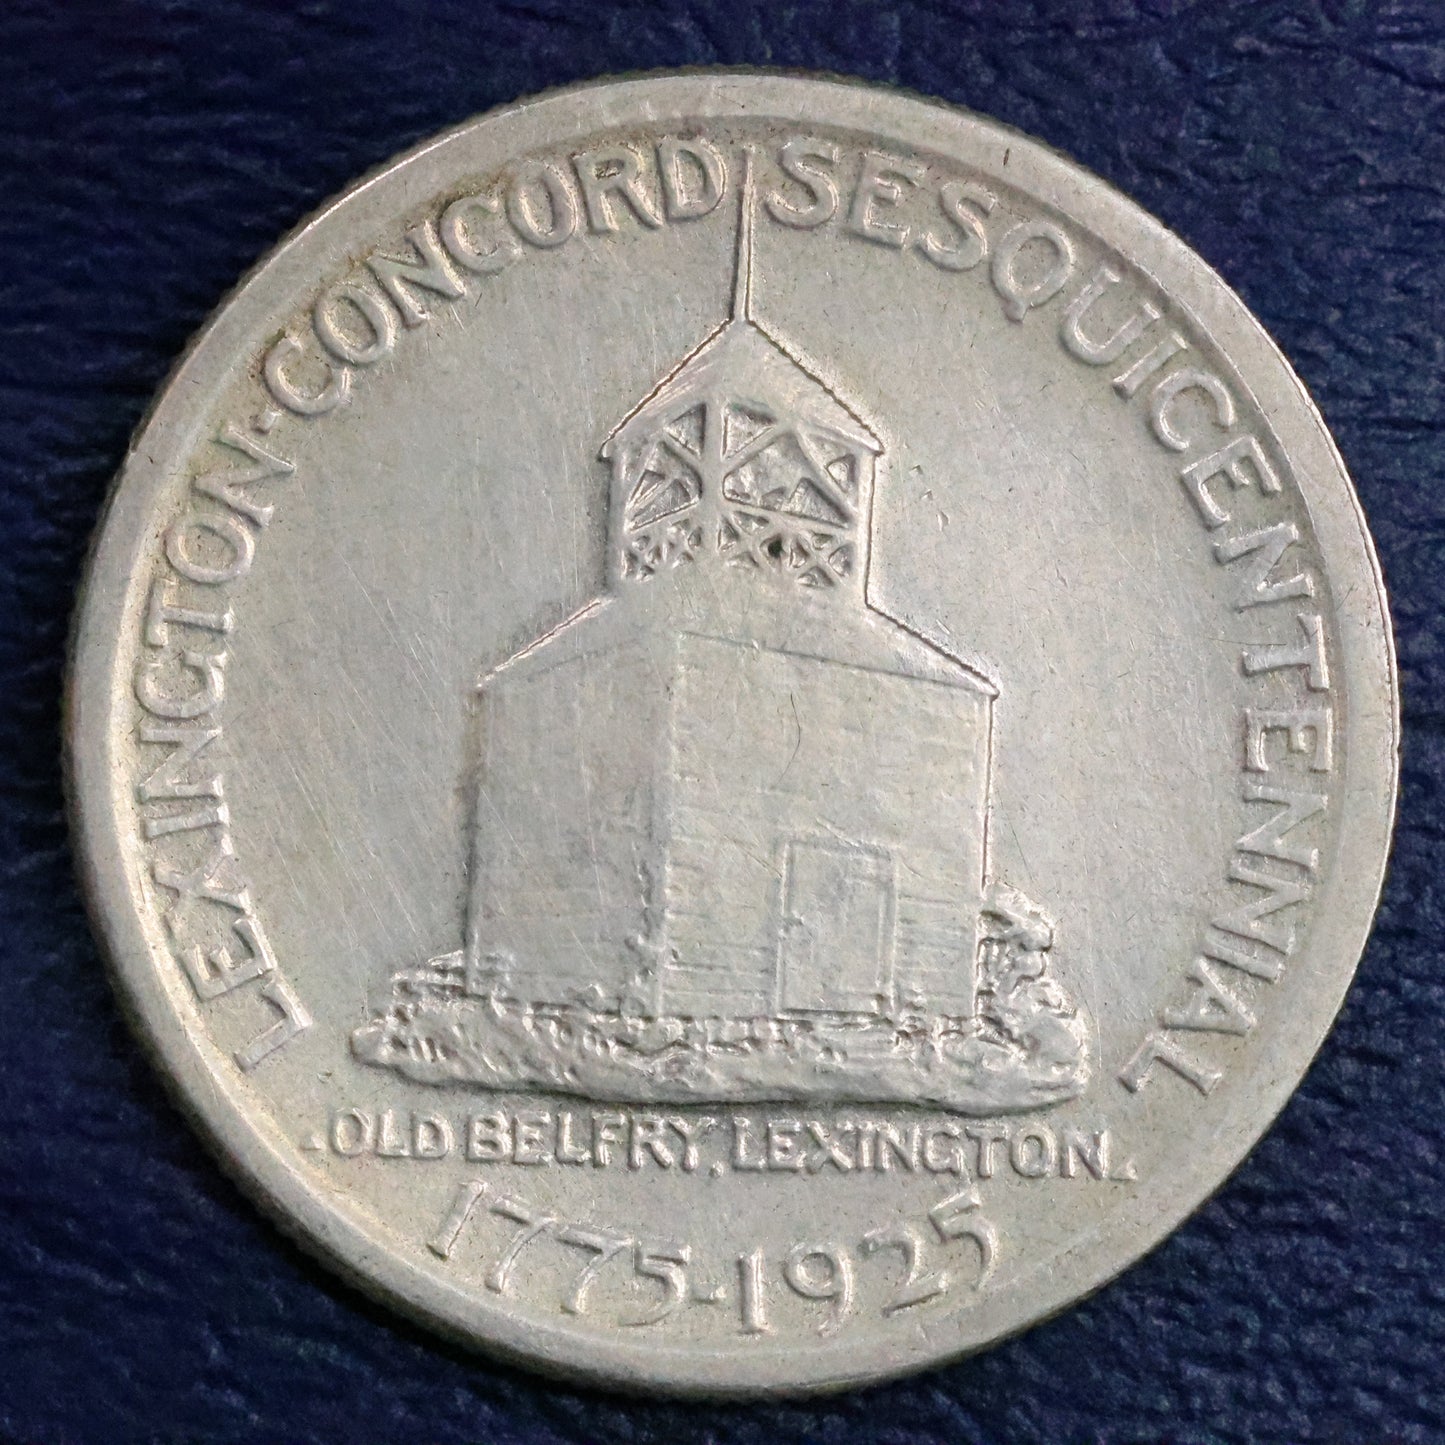 LEXINGTON-CONCORD SESQUICENTENNIAL
.OLD BELFRY, LEXINGTON.
1775-1925